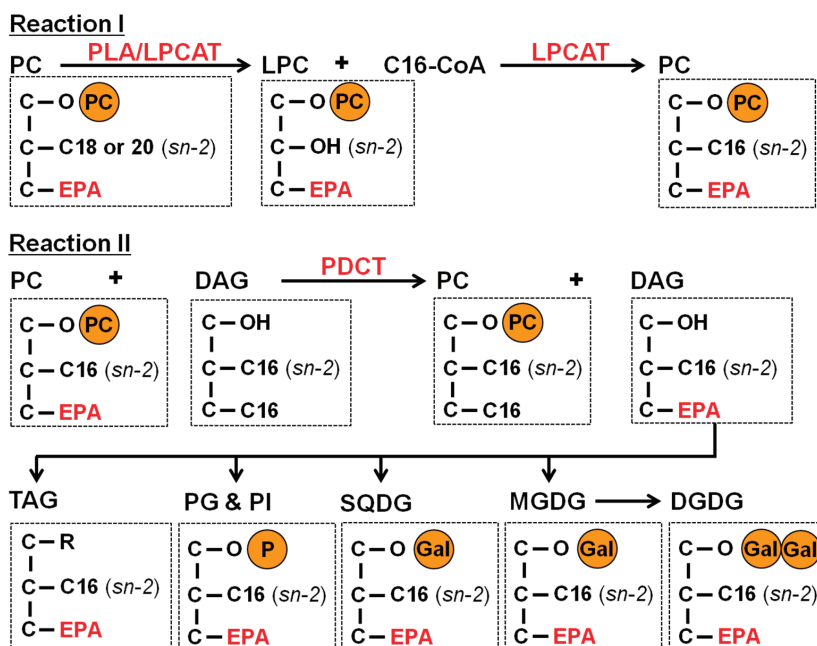 Reaction I
PLA/LPCAT LPCAT
PC LPC + C16-CoA PC
C – O PC C – O PC C – O PC
C – C18 or 20 (sn-2) C – OH (sn-2) C – C16 (sn-2)
C – EPA C – EPA C – EPA
Reaction II
PC + DAG PDCT PC + DAG
C – O PC C – OH C – O PC C – OH
C – C16 (sn-2) C – C16 (sn-2) C – C16 (sn-2) C – C16 (sn-2)
C – EPA C – C16 C – C16 C – EPA
TAG PG & PI SQDG MGDG DGDG
C – R C – O P C – O Gal C – O Gal C – O Gal Gal
C – C16 (sn-2) C – C16 (sn-2) C – C16 (sn-2) C – C16 (sn-2) C – C16 (sn-2)
C – EPA C – EPA C – EPA C – EPA C – EPA